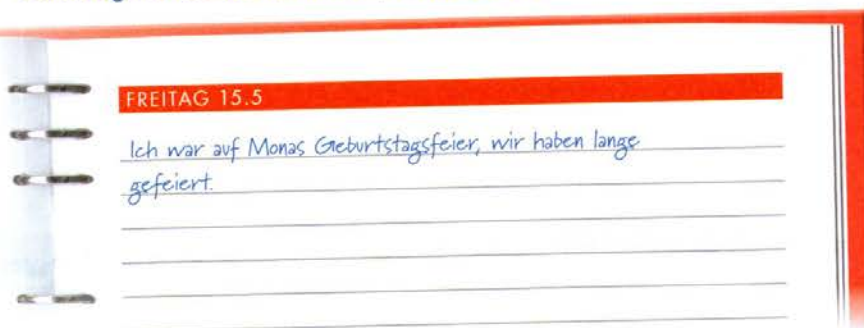 FREITAG 15.5
Ich war auf Monas Geburtstagsfeier, wir haben lange
gefeiert.